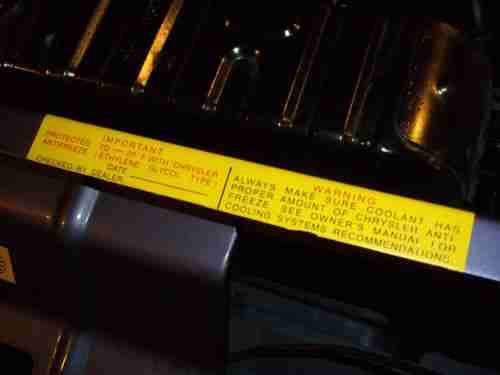 IMPORTANT
PROTECTED TO — °F WITH CHRYSLER
ANTIFREEZE (ETHYLENE GLYCOL TYPE)
DATE
CHECKED BY DEALER
WARNING
ALWAYS MAKE SURE COOLANT HAS
PROPER AMOUNT OF CHRYSLER ANTI-
FREEZE SEE OWNER'S MANUAL FOR
COOLING SYSTEMS RECOMMENDATIONS.